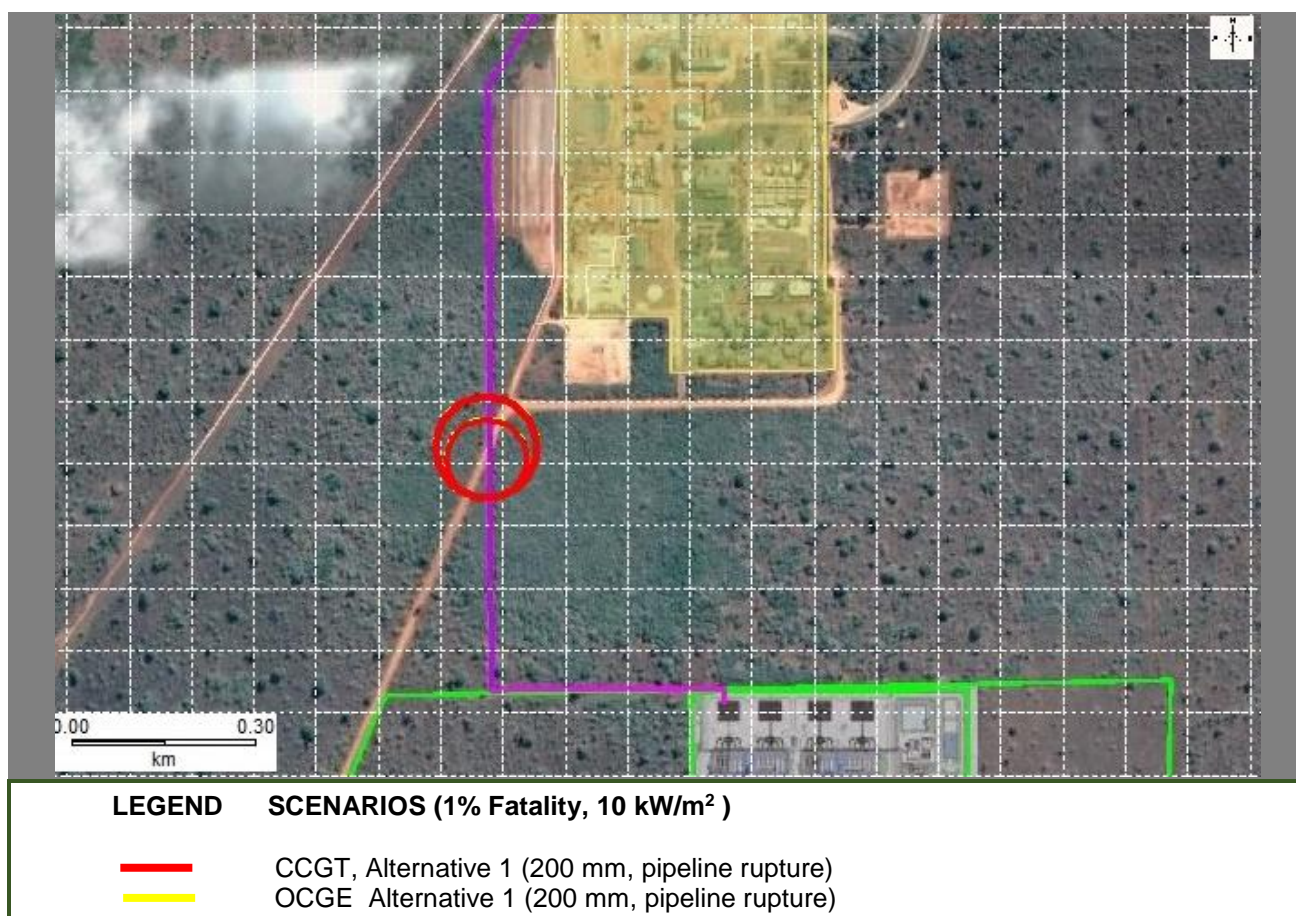 N
0.00 0.30
km
LEGEND SCENARIOS (1% Fatality, 10 kW/m² )
CCGT, Alternative 1 (200 mm, pipeline rupture)
OCGE Alternative 1 (200 mm, pipeline rupture)